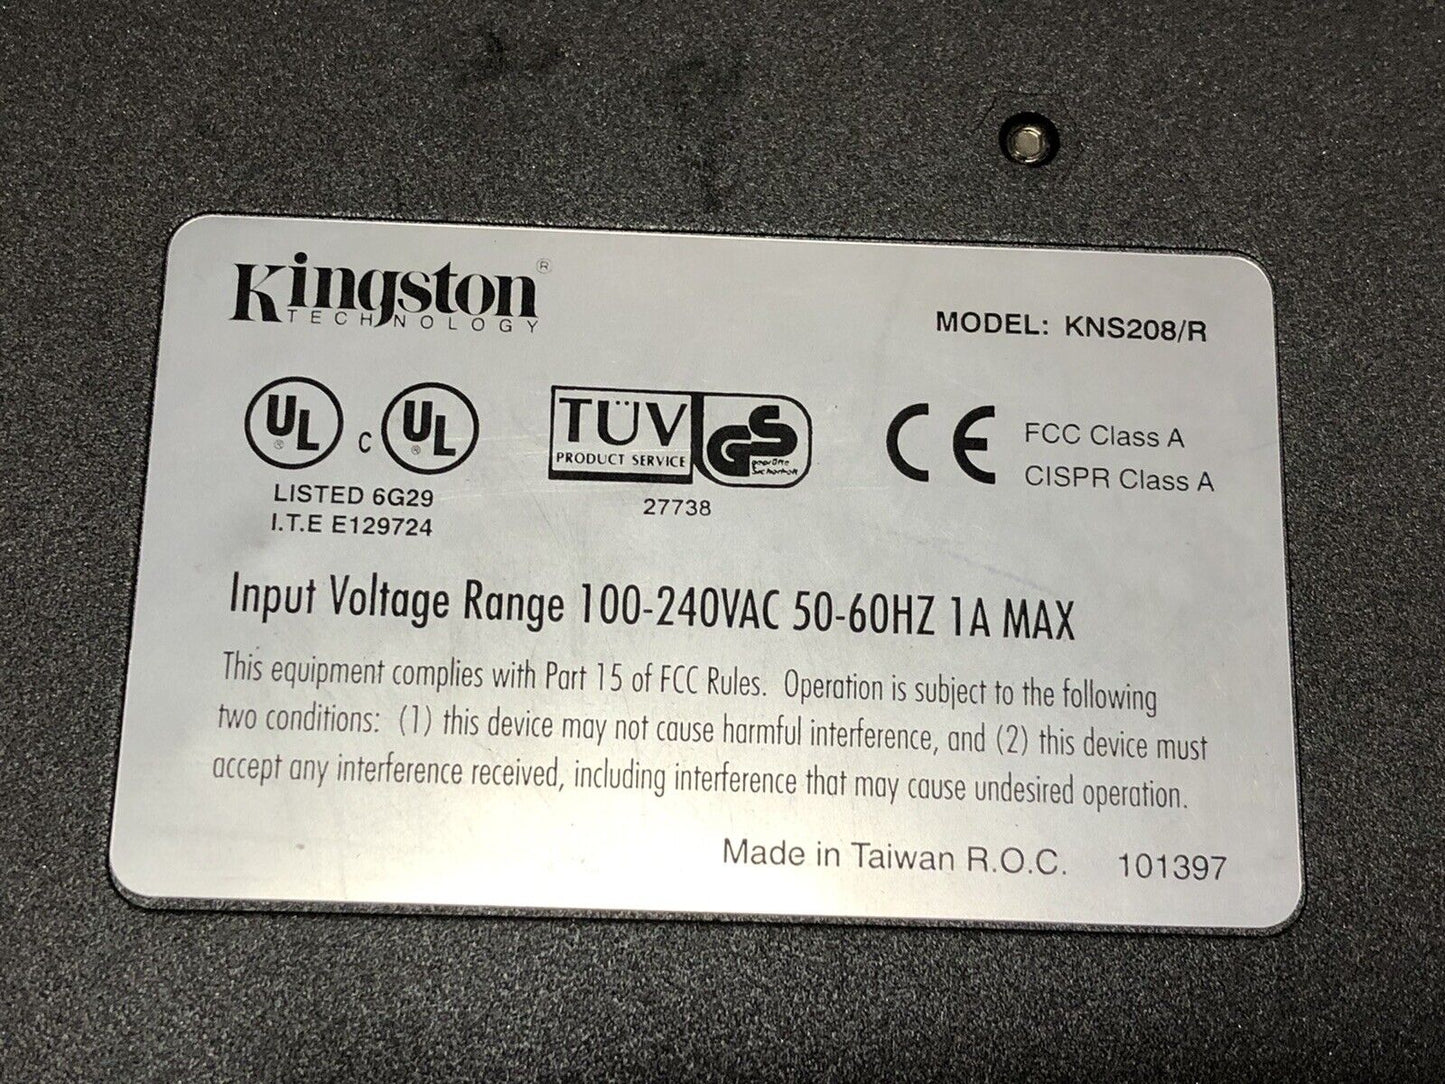 Kingston®
TECHNOLOGY
MODEL: KNS208/R
UL ® c UL ®
LISTED 6G29
I.T.E E129724
TÜV
PRODUCT SERVICE
GS
geprüfte
Sicherheit
27738
CE
FCC Class A
CISPR Class A
Input Voltage Range 100-240VAC 50-60HZ 1A MAX
This equipment complies with Part 15 of FCC Rules. Operation is subject to the following
two conditions: (1) this device may not cause harmful interference, and (2) this device must
accept any interference received, including interference that may cause undesired operation.
Made in Taiwan R.O.C. 101397